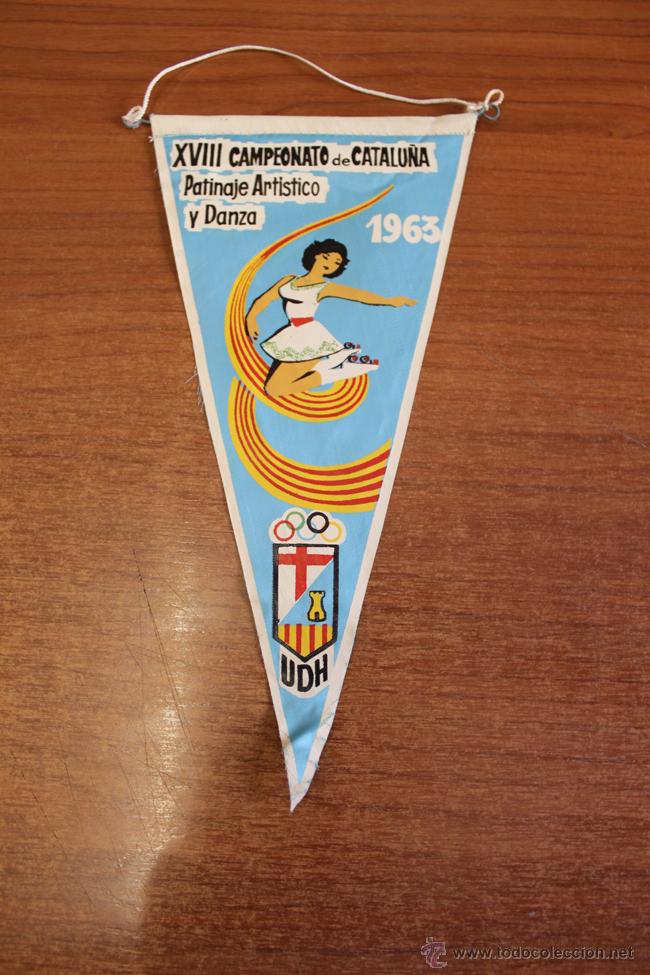 XVIII CAMPEONATO de CATALUÑA
Patinaje Artistico
y Danza
1963
UDH
www.todocoleccion.net